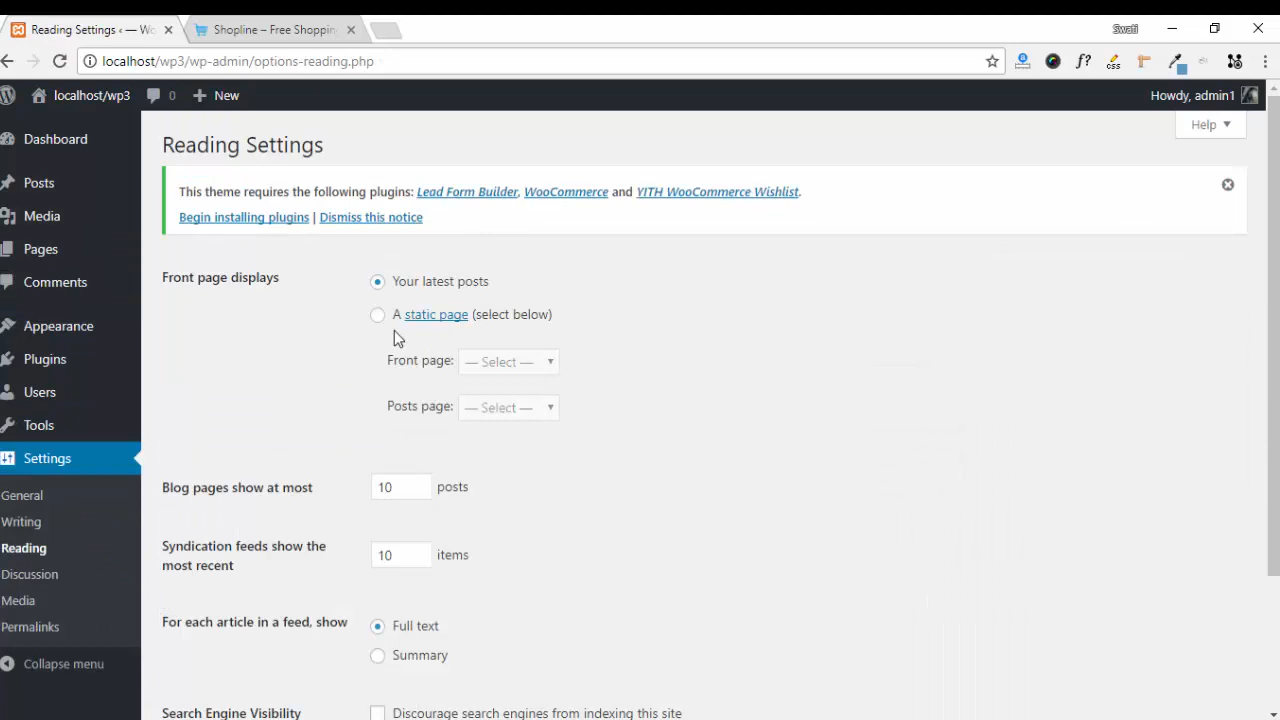 Reading Settings ‹ — Wo
Shopline – Free Shoppin
Swati
localhost/wp3/wp-admin/options-reading.php
f?
css
localhost/wp3
0
New
Howdy, admin1
Help
Dashboard
Posts
Media
Pages
Comments
Appearance
Plugins
Users
Tools
Settings
General
Writing
Reading
Discussion
Media
Permalinks
Collapse menu
Reading Settings
This theme requires the following plugins: Lead Form Builder, WooCommerce and YITH WooCommerce Wishlist.
Begin installing plugins | Dismiss this notice
Front page displays
Your latest posts
A static page (select below)
Front page: — Select —
Posts page: — Select —
Blog pages show at most 10 posts
Syndication feeds show the
most recent
10 items
For each article in a feed, show
Full text
Summary
Search Engine Visibility
Discourage search engines from indexing this site